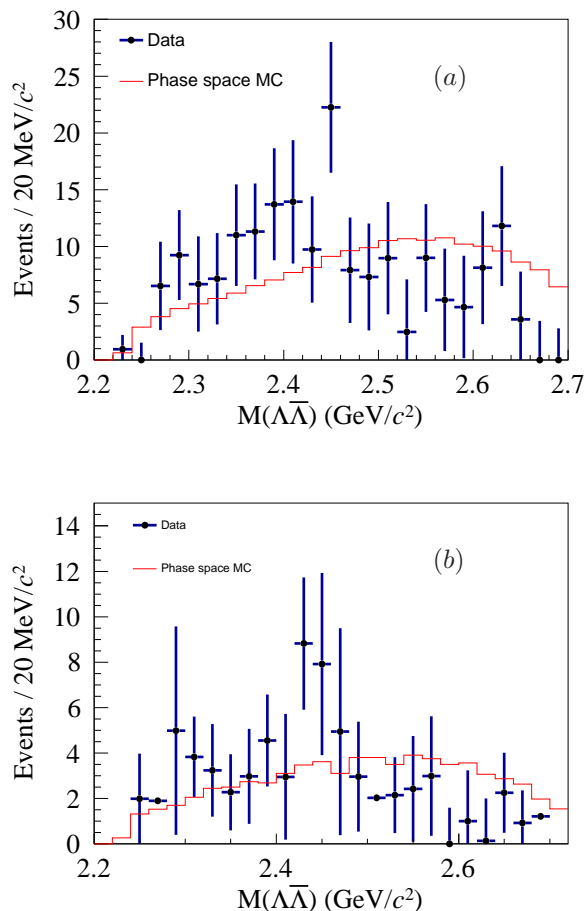 30
25
20
15
10
5
0
Events / 20 MeV/c²
Data
Phase space MC
(a)
2.2 2.3 2.4 2.5 2.6 2.7
M(ΛΛ̅) (GeV/c²)
14
12
10
8
6
4
2
0
Events / 20 MeV/c²
Data
Phase space MC
(b)
2.2 2.4 2.6
M(ΛΛ̅) (GeV/c²)